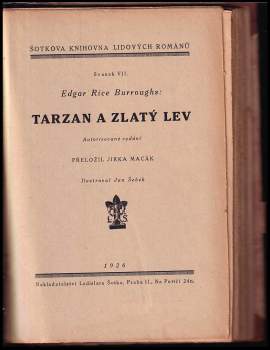 ŠOTKOVA KNIHOVNA LIDOVÝCH ROMÁNŮ
Svazek VII.
Edgar Rice Burroughs:
TARZAN A ZLATÝ LEV
Autorisované vydání
PŘELOŽIL JIRKA MACÁK
Ilustroval Jan Šebek
1926
Nakladatelství Ladislava Šotka, Praha II., Na Poříčí 24n.